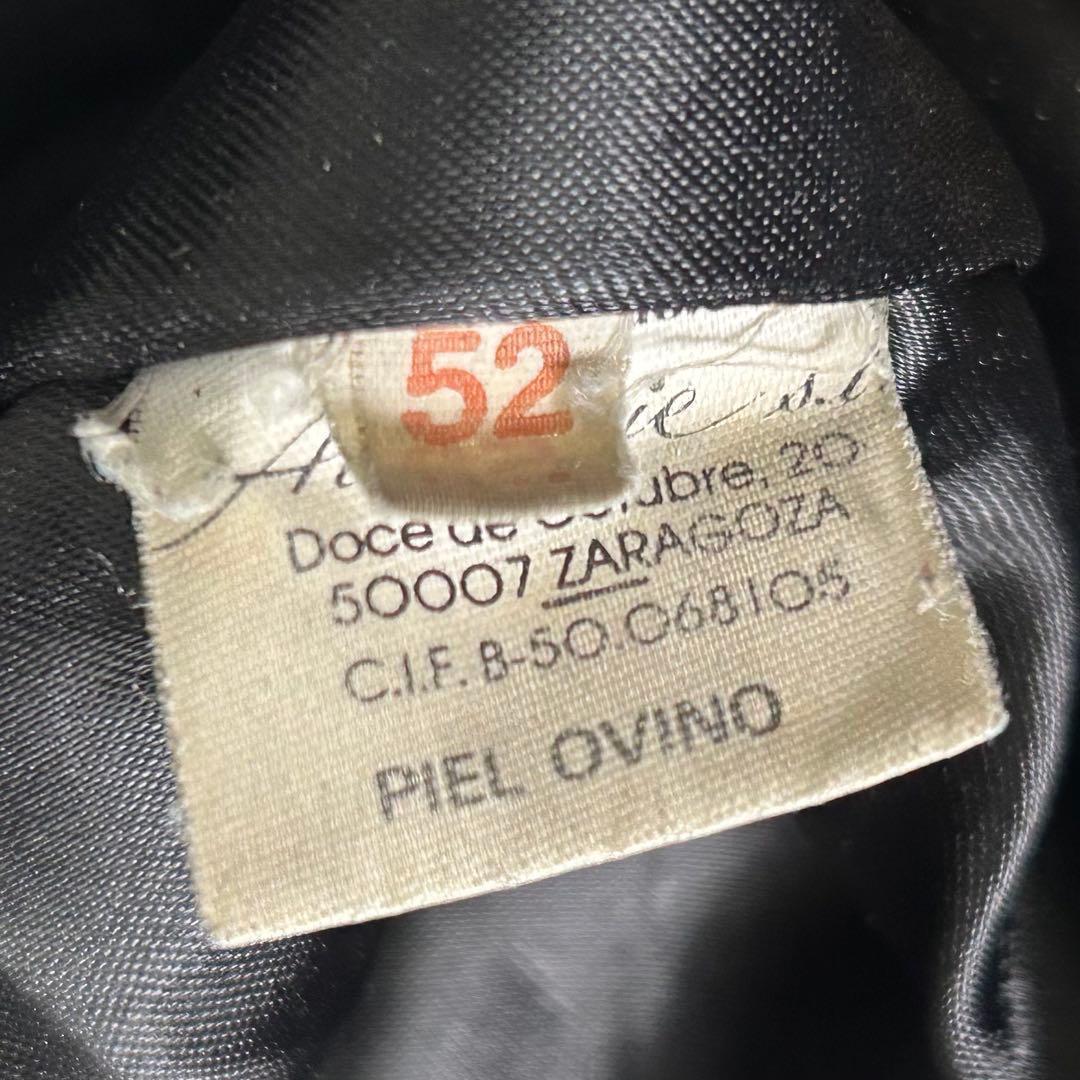 52
s.l.
Doce de Octubre, 20
50007 ZARAGOZA
C.I.F. B-50.068105
PIEL OVINO